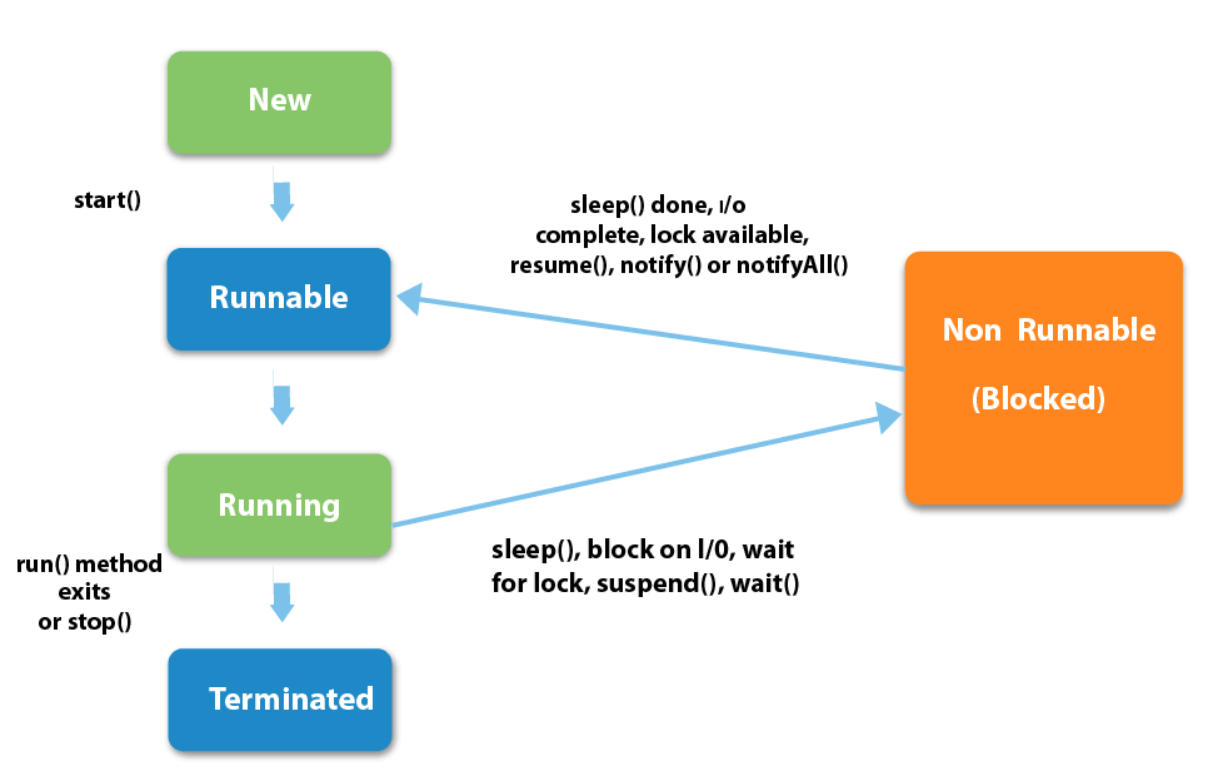 New
start()
sleep() done, I/o
complete, lock available,
resume(), notify() or notifyAll()
Runnable
Non Runnable
(Blocked)
Running
sleep(), block on l/0, wait
for lock, suspend(), wait()
run() method
exits
or stop()
Terminated